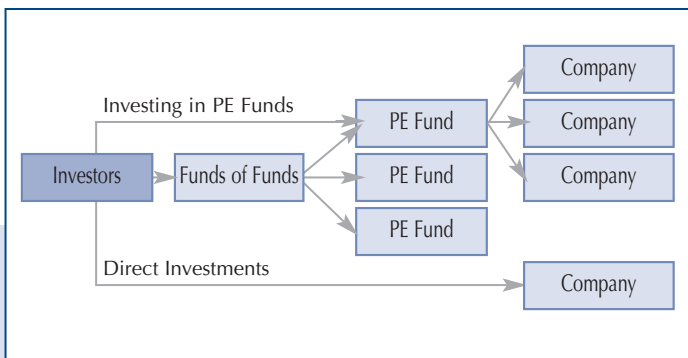 Company
Investing in PE Funds
PE Fund
Company
Investors
Funds of Funds
PE Fund
Company
PE Fund
Direct Investments
Company